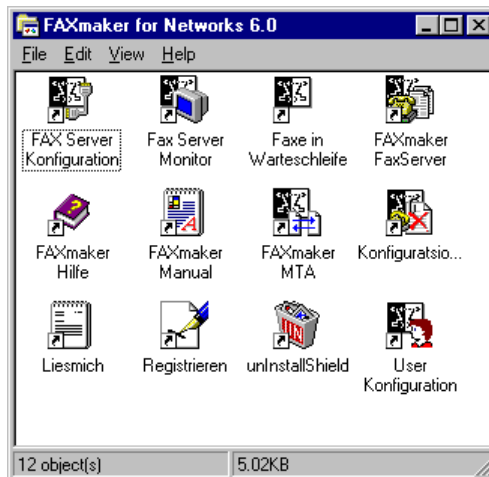 FAXmaker for Networks 6.0
File Edit View Help
FAX Server
Konfiguration
Fax Server
Monitor
Faxe in
Warteschleife
FAXmaker
FaxServer
FAXmaker
Hilfe
FAXmaker
Manual
FAXmaker
MTA
Konfiguratsio...
Liesmich
Registrieren
unInstallShield
User
Konfiguration
12 object(s)
5.02KB